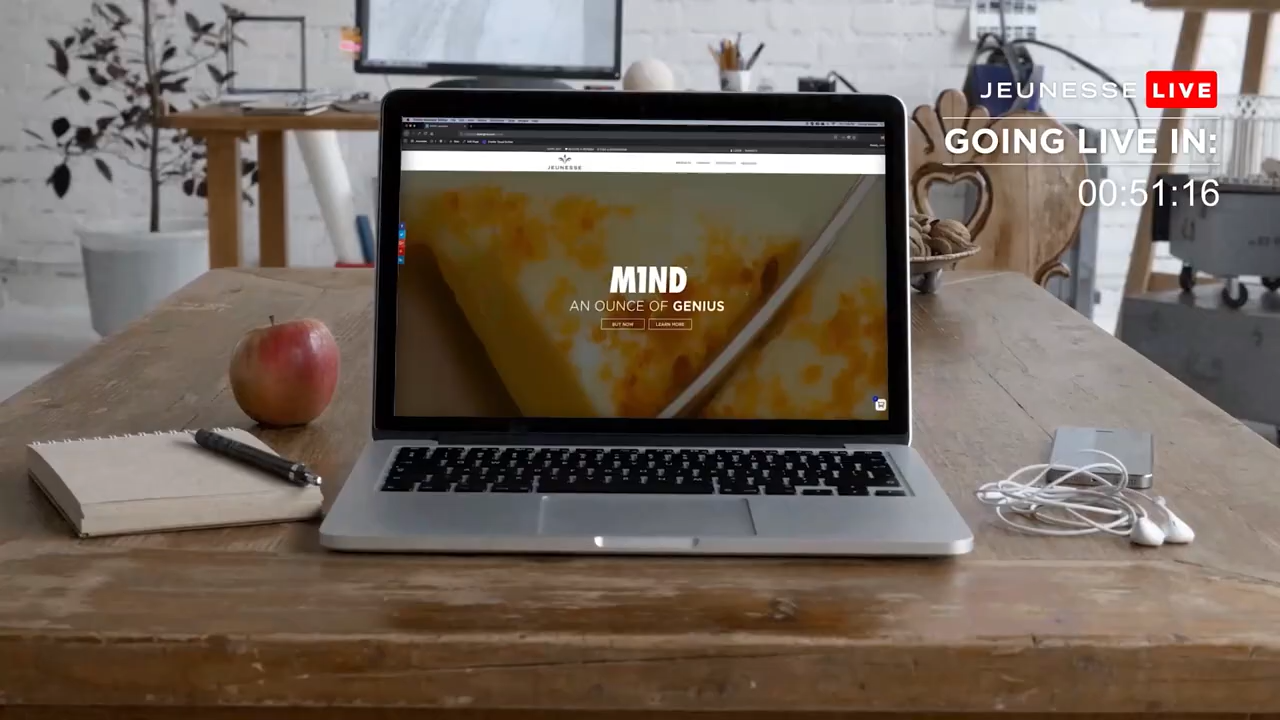 JEUNESSE LIVE
GOING LIVE IN:
00:51:16
JEUNESSE
M1ND
AN OUNCE OF GENIUS
BUY NOW
LEARN MORE